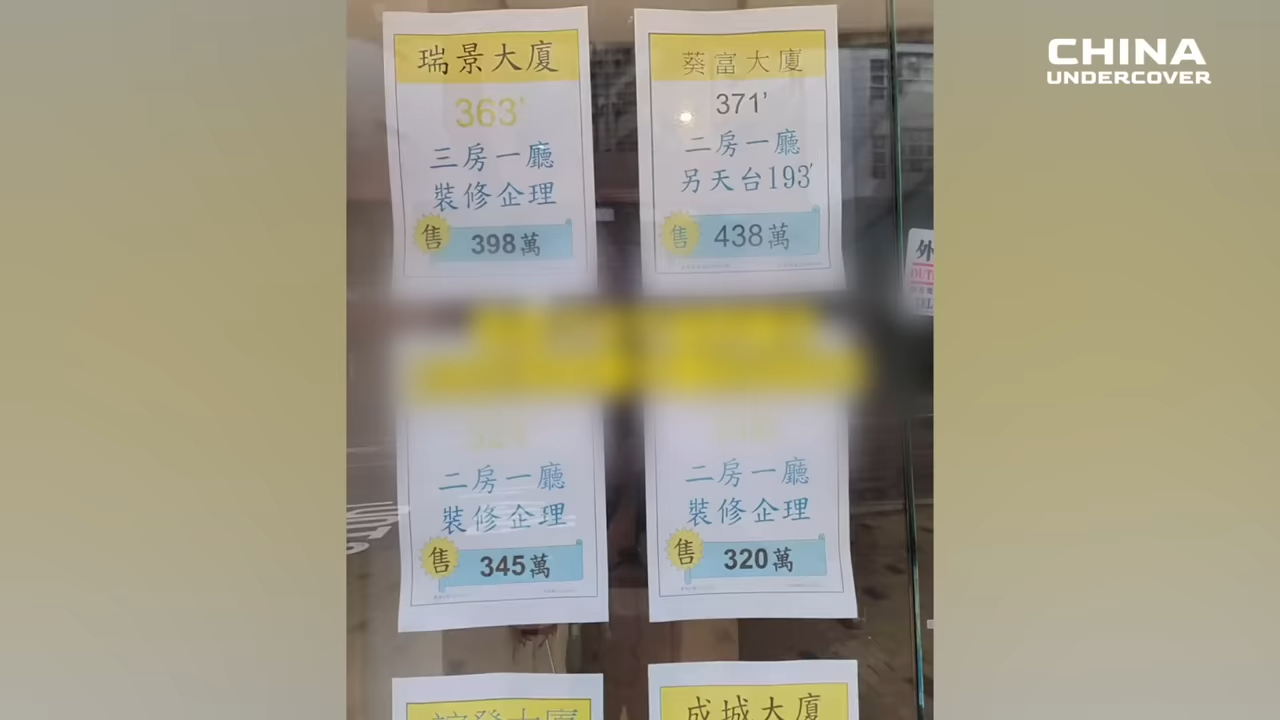 CHINA
UNDERCOVER
瑞景大廈
363'
三房一廳
裝修企理
售 398萬
葵富大廈
371'
二房一廳
另天台193'
售 438萬
外
二房一廳
裝修企理
售 345萬
二房一廳
裝修企理
售 320萬
成城大廈